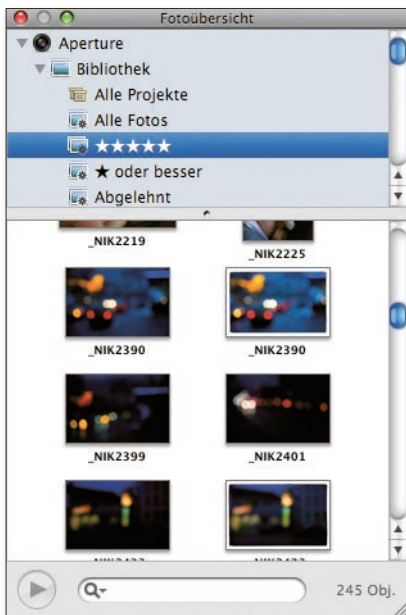 Fotoübersicht
Aperture
Bibliothek
Alle Projekte
Alle Fotos
★★★★★
★ oder besser
Abgelehnt
_NIK2219
_NIK2225
_NIK2390
_NIK2390
_NIK2399
_NIK2401
245 Obj.